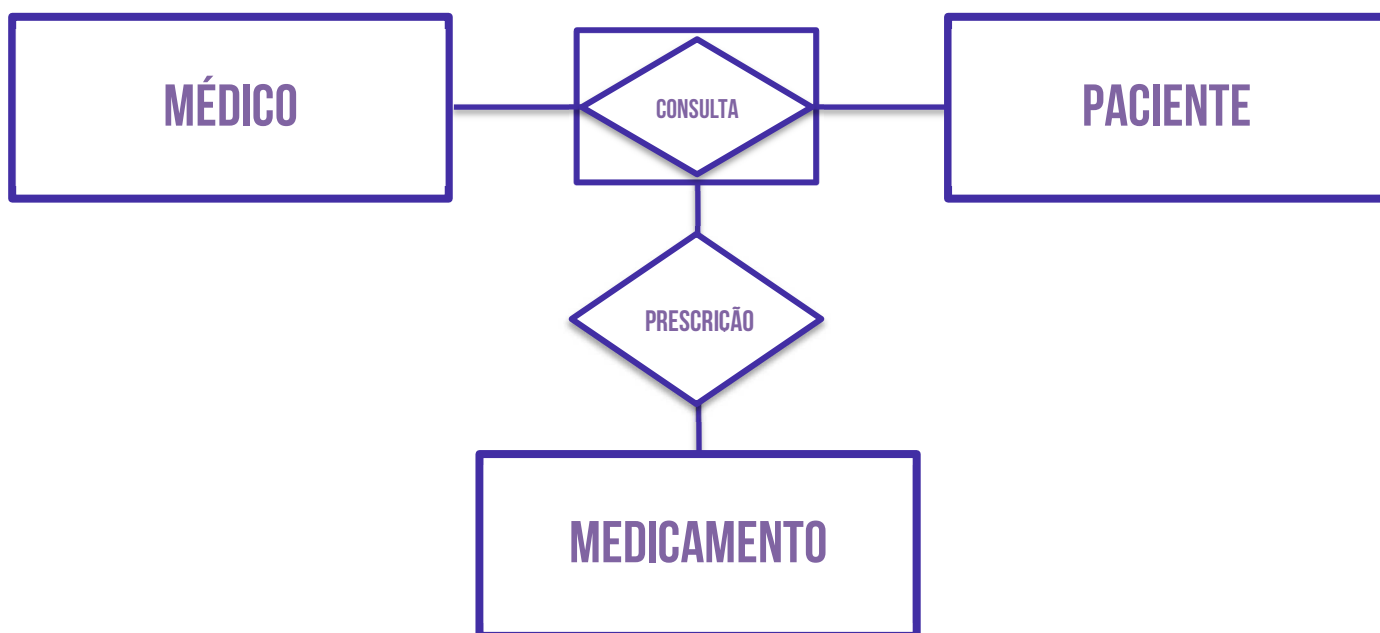 MÉDICO
CONSULTA
PACIENTE
PRESCRIÇÃO
MEDICAMENTO